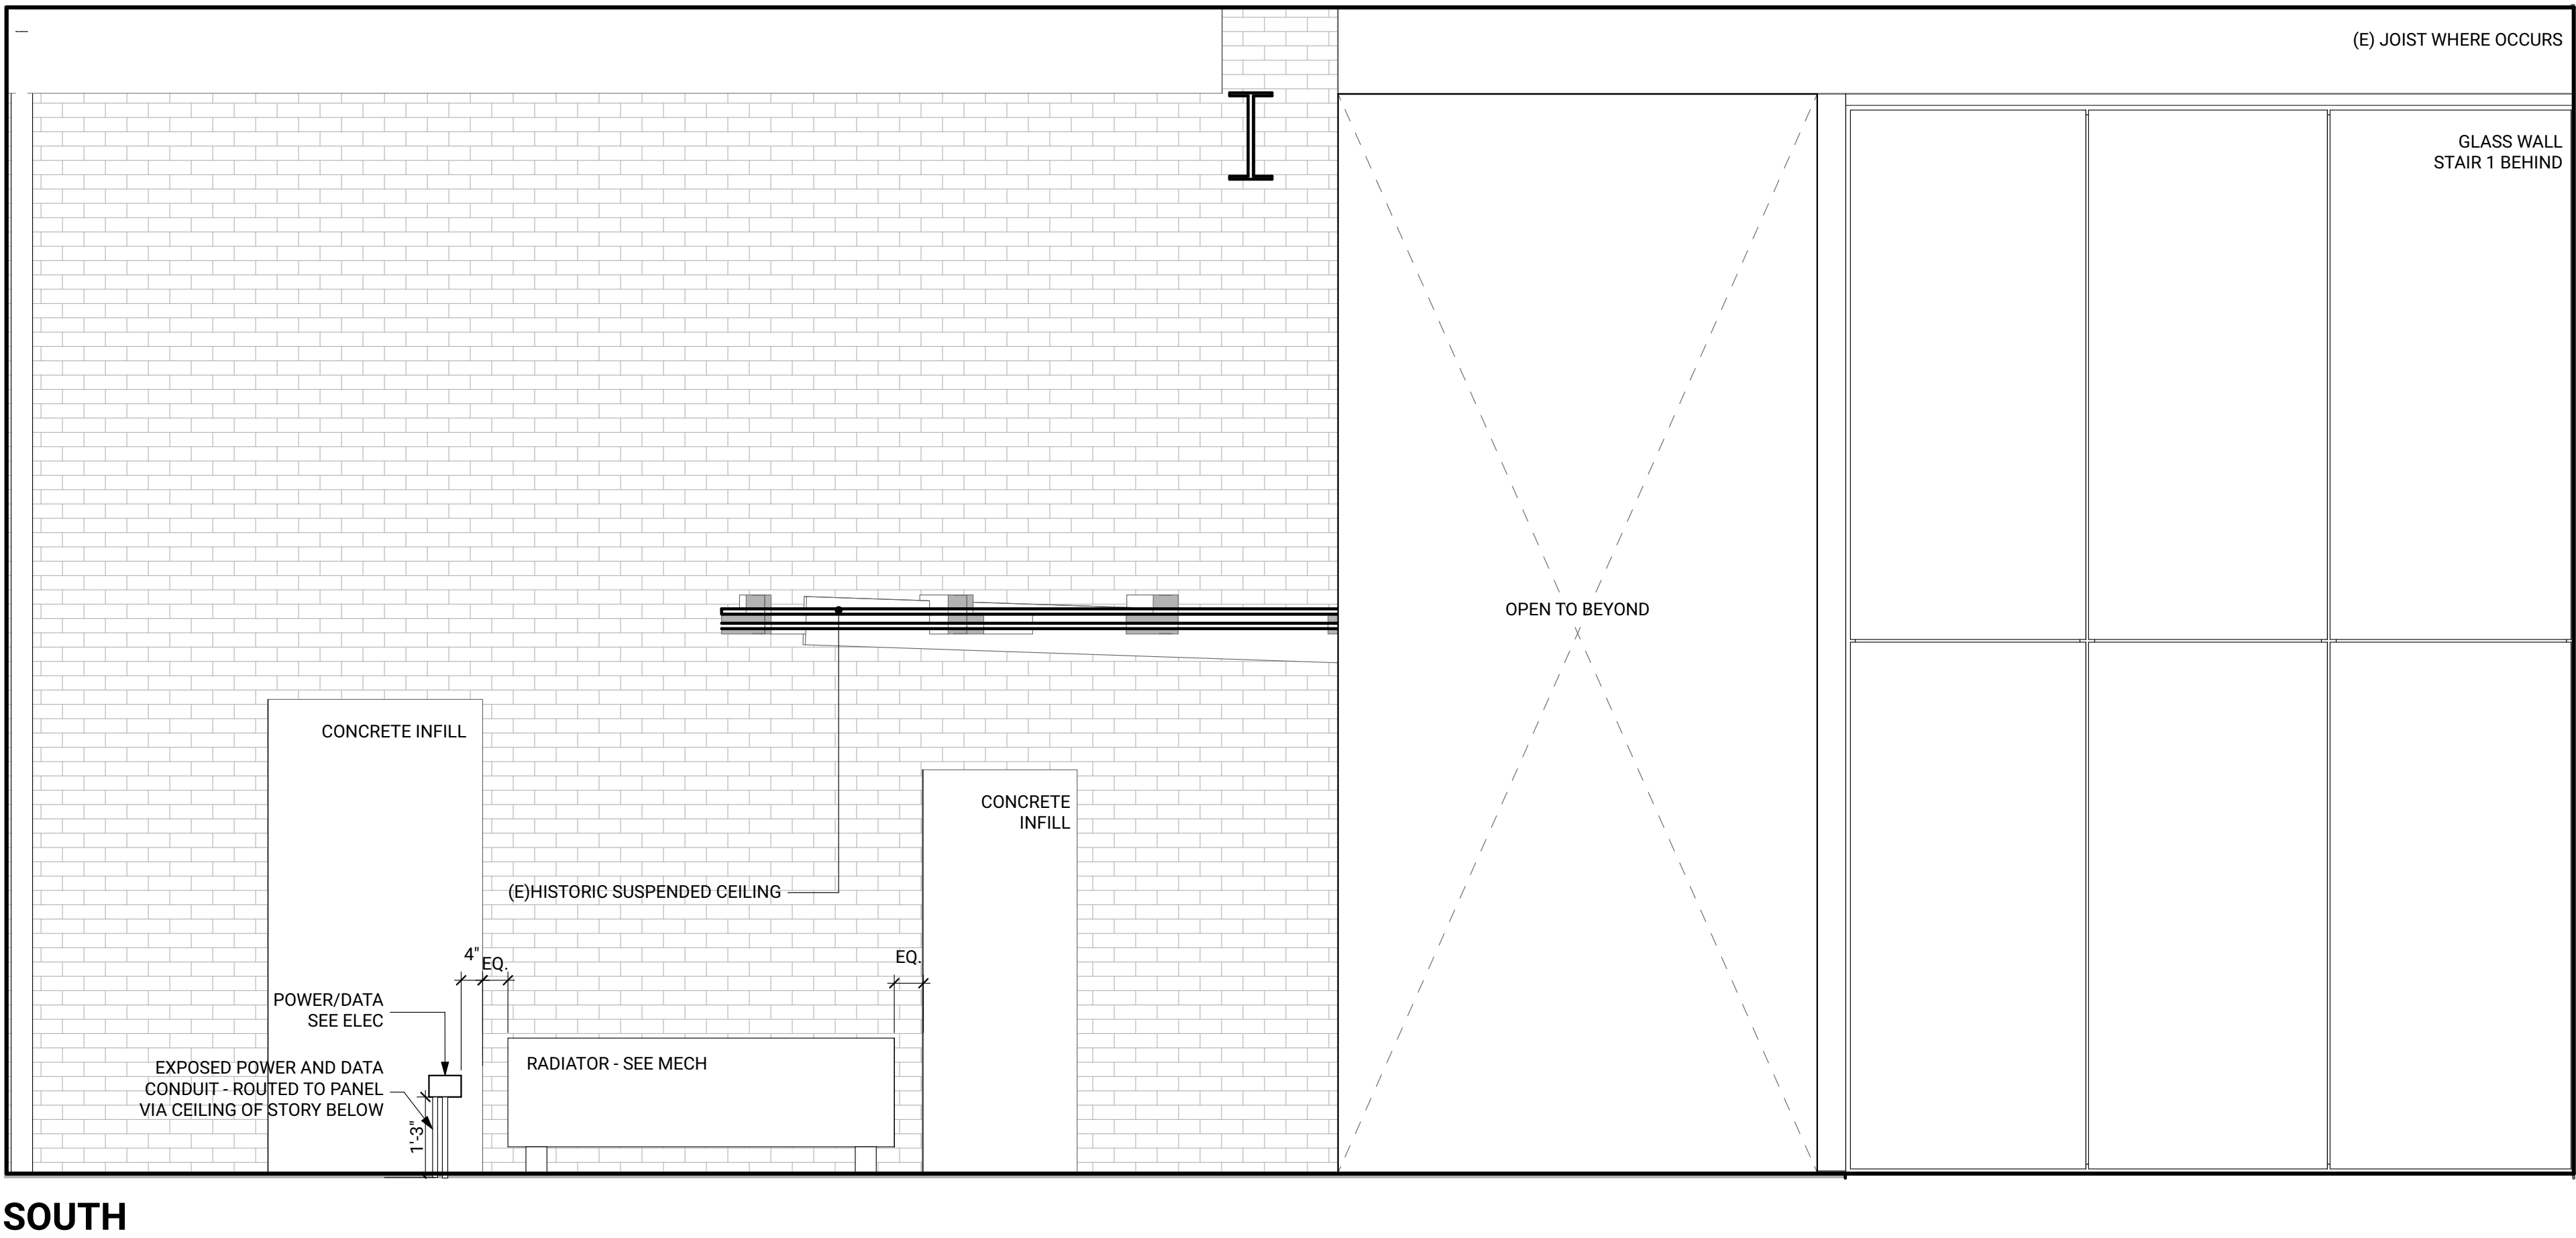 (E) JOIST WHERE OCCURS
GLASS WALL
STAIR 1 BEHIND
OPEN TO BEYOND
CONCRETE INFILL
CONCRETE
INFILL
(E)HISTORIC SUSPENDED CEILING
4"
EQ.
EQ.
POWER/DATA
SEE ELEC
RADIATOR - SEE MECH
EXPOSED POWER AND DATA
CONDUIT - ROUTED TO PANEL
VIA CEILING OF STORY BELOW
1'-3"
SOUTH